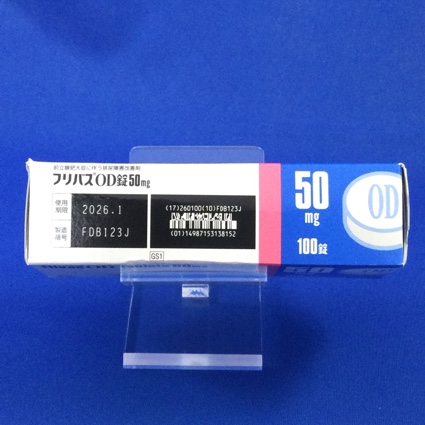 前立腺肥大症に伴う排尿障害改善剤
フリバスOD錠50mg
使用
期限
2026.1
製造
番号
FDB123J
(17)260100(10)FDB123J
(01)14987153138152
GS1
50
mg
100錠
OD